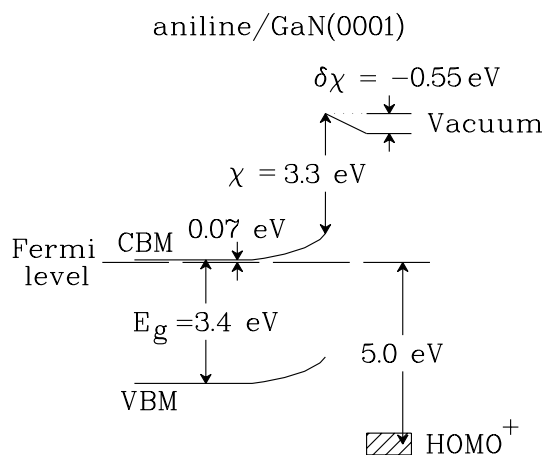 aniline/GaN(0001)
δχ = −0.55 eV
Vacuum
χ = 3.3 eV
0.07 eV
CBM
Fermi
level
E_g =3.4 eV
5.0 eV
VBM
HOMO⁺